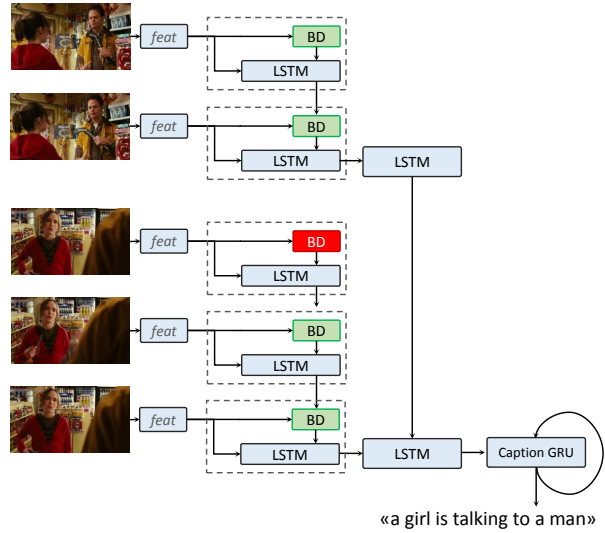 feat
BD
LSTM
feat
BD
LSTM
LSTM
feat
BD
LSTM
feat
BD
LSTM
feat
BD
LSTM
LSTM
Caption GRU
«a girl is talking to a man»